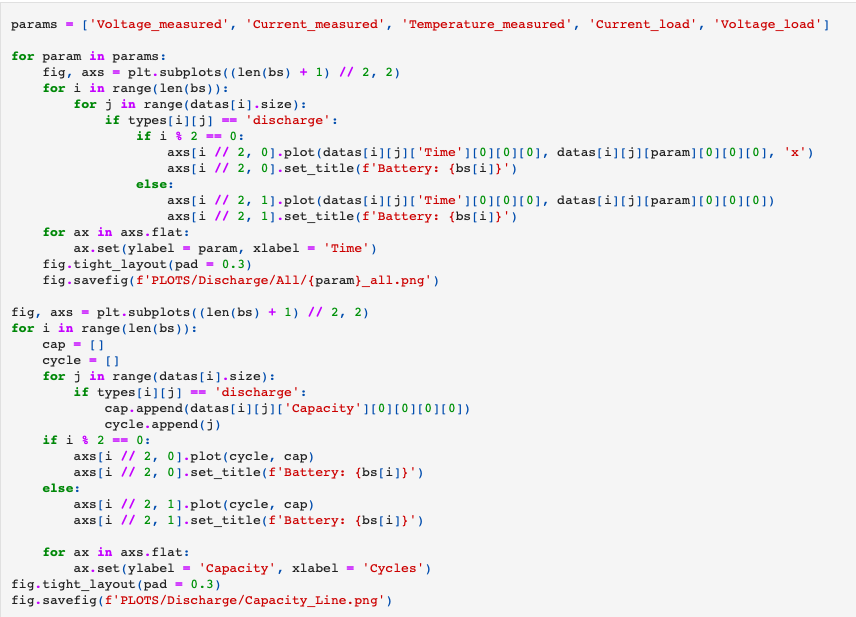 params = ['Voltage_measured', 'Current_measured', 'Temperature_measured', 'Current_load', 'Voltage_load']

for param in params:
    fig, axs = plt.subplots((len(bs) + 1) // 2, 2)
    for i in range(len(bs)):
        for j in range(datas[i].size):
            if types[i][j] == 'discharge':
                if i % 2 == 0:
                    axs[i // 2, 0].plot(datas[i][j]['Time'][0][0][0], datas[i][j][param][0][0][0], 'x')
                    axs[i // 2, 0].set_title(f'Battery: {bs[i]}')
                else:
                    axs[i // 2, 1].plot(datas[i][j]['Time'][0][0][0], datas[i][j][param][0][0][0])
                    axs[i // 2, 1].set_title(f'Battery: {bs[i]}')
    for ax in axs.flat:
        ax.set(ylabel = param, xlabel = 'Time')
    fig.tight_layout(pad = 0.3)
    fig.savefig(f'PLOTS/Discharge/All/{param}_all.png')

fig, axs = plt.subplots((len(bs) + 1) // 2, 2)
for i in range(len(bs)):
    cap = []
    cycle = []
    for j in range(datas[i].size):
        if types[i][j] == 'discharge':
            cap.append(datas[i][j]['Capacity'][0][0][0][0])
            cycle.append(j)
    if i % 2 == 0:
        axs[i // 2, 0].plot(cycle, cap)
        axs[i // 2, 0].set_title(f'Battery: {bs[i]}')
    else:
        axs[i // 2, 1].plot(cycle, cap)
        axs[i // 2, 1].set_title(f'Battery: {bs[i]}')

    for ax in axs.flat:
        ax.set(ylabel = 'Capacity', xlabel = 'Cycles')
fig.tight_layout(pad = 0.3)
fig.savefig(f'PLOTS/Discharge/Capacity_Line.png')